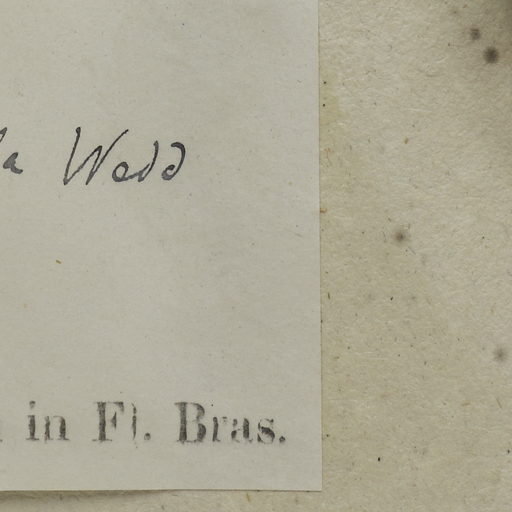 Wedd
in Fl. Bras.